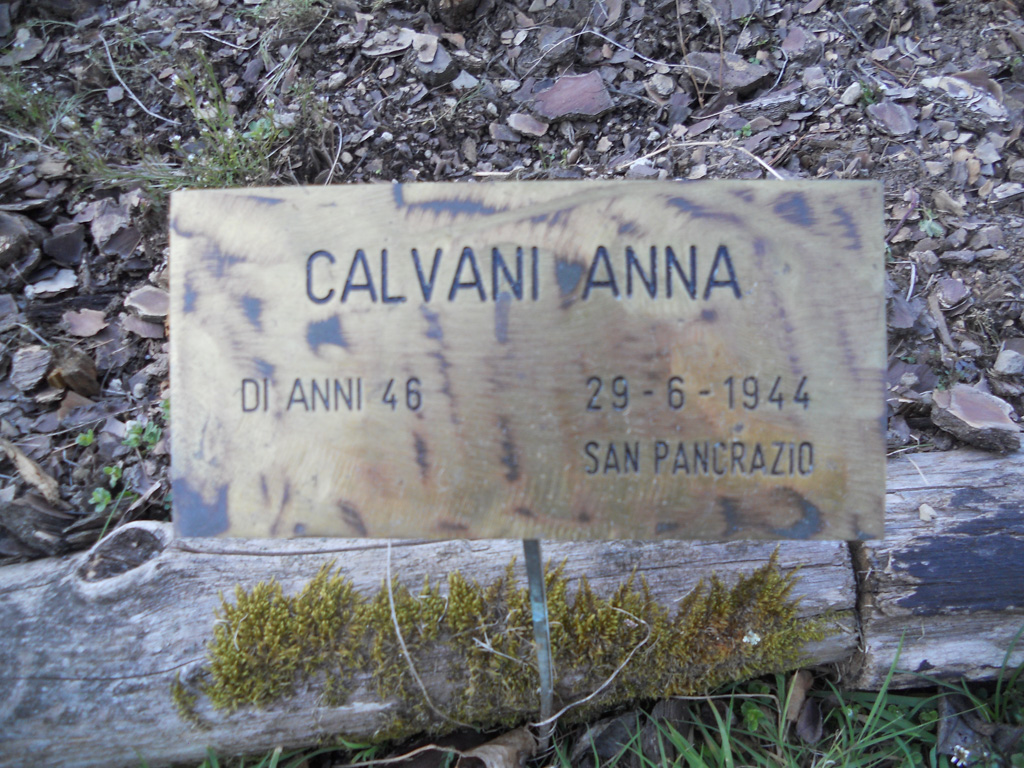 CALVANI ANNA
DI ANNI 46
29-6-1944
SAN PANCRAZIO